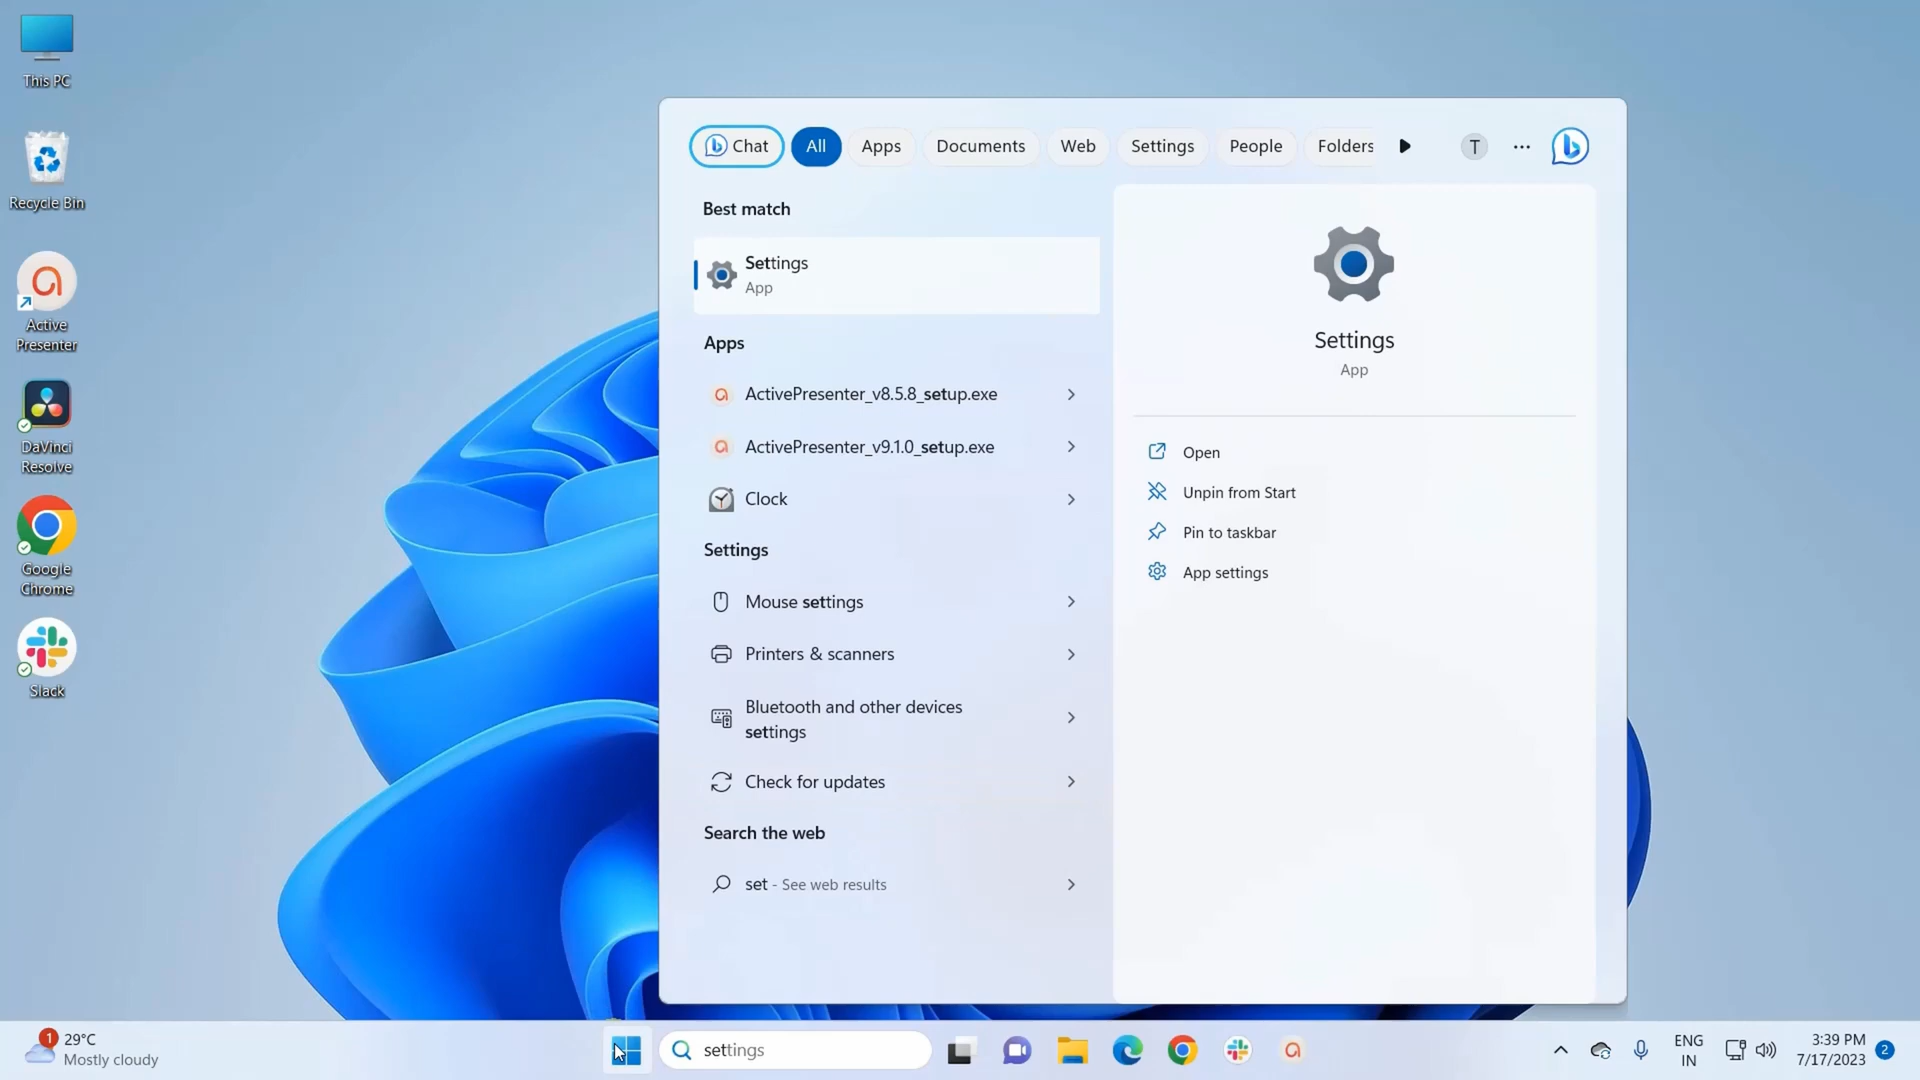 This PC
Recycle Bin
Active
Presenter
DaVinci
Resolve
Google
Chrome
Slack
Chat
All
Apps
Documents
Web
Settings
People
Folders
T
Best match
Settings
App
Apps
ActivePresenter_v8.5.8_setup.exe
ActivePresenter_v9.1.0_setup.exe
Clock
Settings
Mouse settings
Printers & scanners
Bluetooth and other devices
settings
Check for updates
Search the web
set - See web results
Settings
App
Open
Unpin from Start
Pin to taskbar
App settings
1
29°C
Mostly cloudy
settings
ENG
IN
3:39 PM
7/17/2023
2